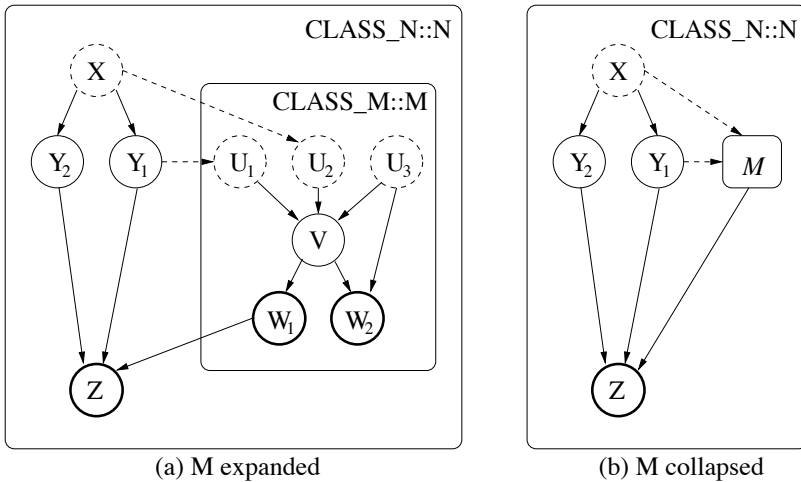 CLASS_N::N
X
CLASS_M::M
Y2
Y1
U1
U2
U3
V
W1
W2
Z
(a) M expanded
CLASS_N::N
X
Y2
Y1
M
Z
(b) M collapsed